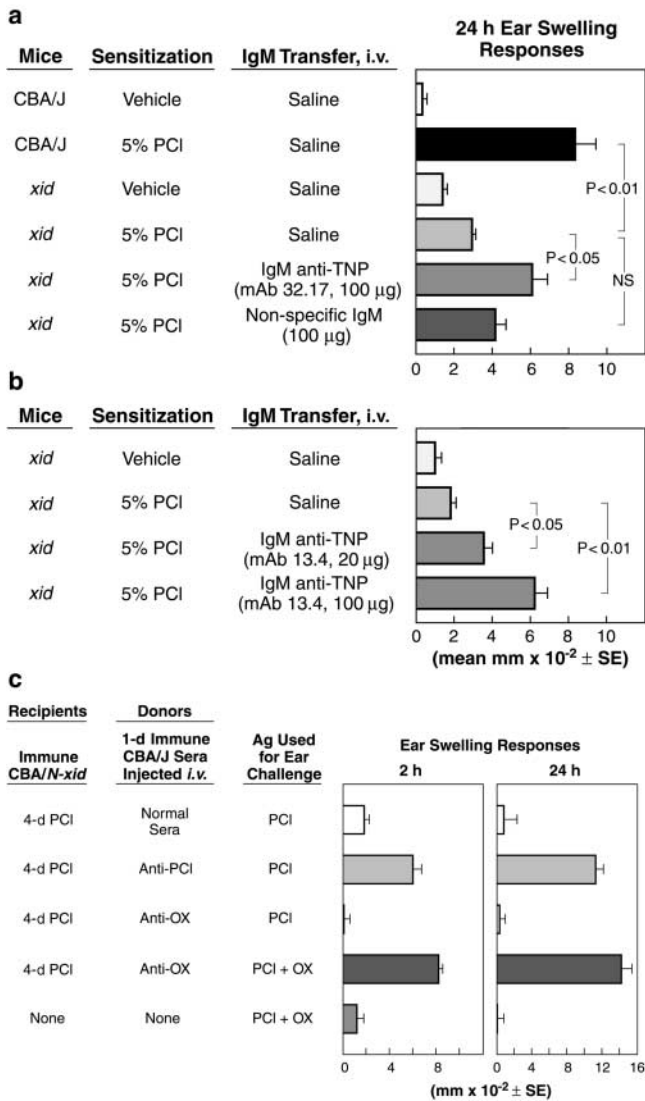 a
24 h Ear Swelling
Responses
Mice Sensitization IgM Transfer, i.v.
CBA/J Vehicle Saline
CBA/J 5% PCl Saline
xid Vehicle Saline
P < 0.01
xid 5% PCl Saline
P < 0.05
xid 5% PCl IgM anti-TNP
(mAb 32.17, 100 µg)
NS
xid 5% PCl Non-specific IgM
(100 µg)
0 2 4 6 8 10
b
Mice Sensitization IgM Transfer, i.v.
xid Vehicle Saline
xid 5% PCl Saline
P < 0.05
xid 5% PCl IgM anti-TNP
(mAb 13.4, 20 µg)
P < 0.01
xid 5% PCl IgM anti-TNP
(mAb 13.4, 100 µg)
0 2 4 6 8 10
(mean mm x 10-2 ± SE)
c
Recipients Donors
Immune
CBA/N-xid
1-d Immune
CBA/J Sera
Injected i.v.
Ag Used
for Ear
Challenge
Ear Swelling Responses
2 h 24 h
4-d PCl Normal
Sera PCl
4-d PCl Anti-PCl PCl
4-d PCl Anti-OX PCl
4-d PCl Anti-OX PCl + OX
None None PCl + OX
0 2 4 6 8 0 4 8 12 16
(mm x 10-2 ± SE)